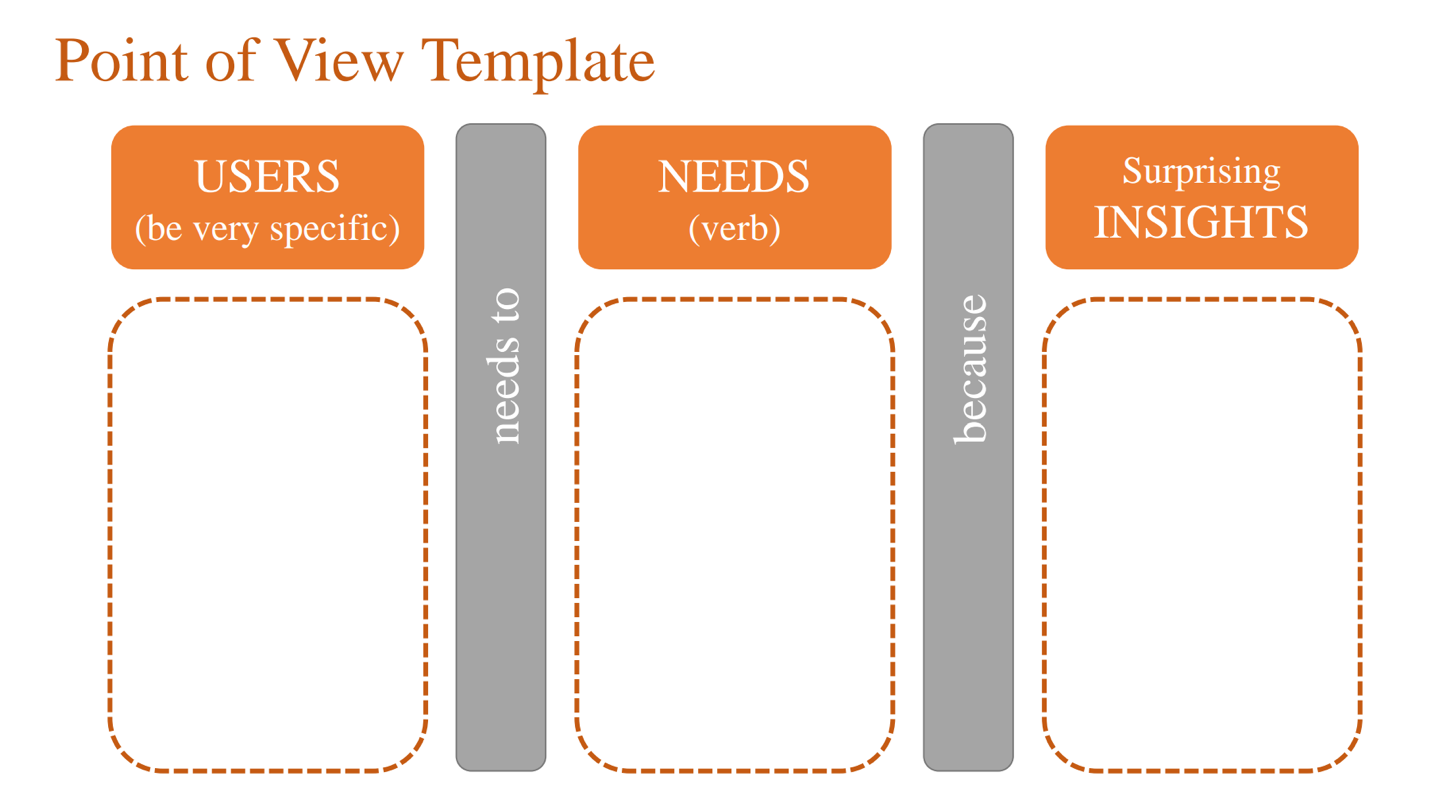 Point of View Template
USERS
(be very specific)
needs to
NEEDS
(verb)
because
Surprising
INSIGHTS